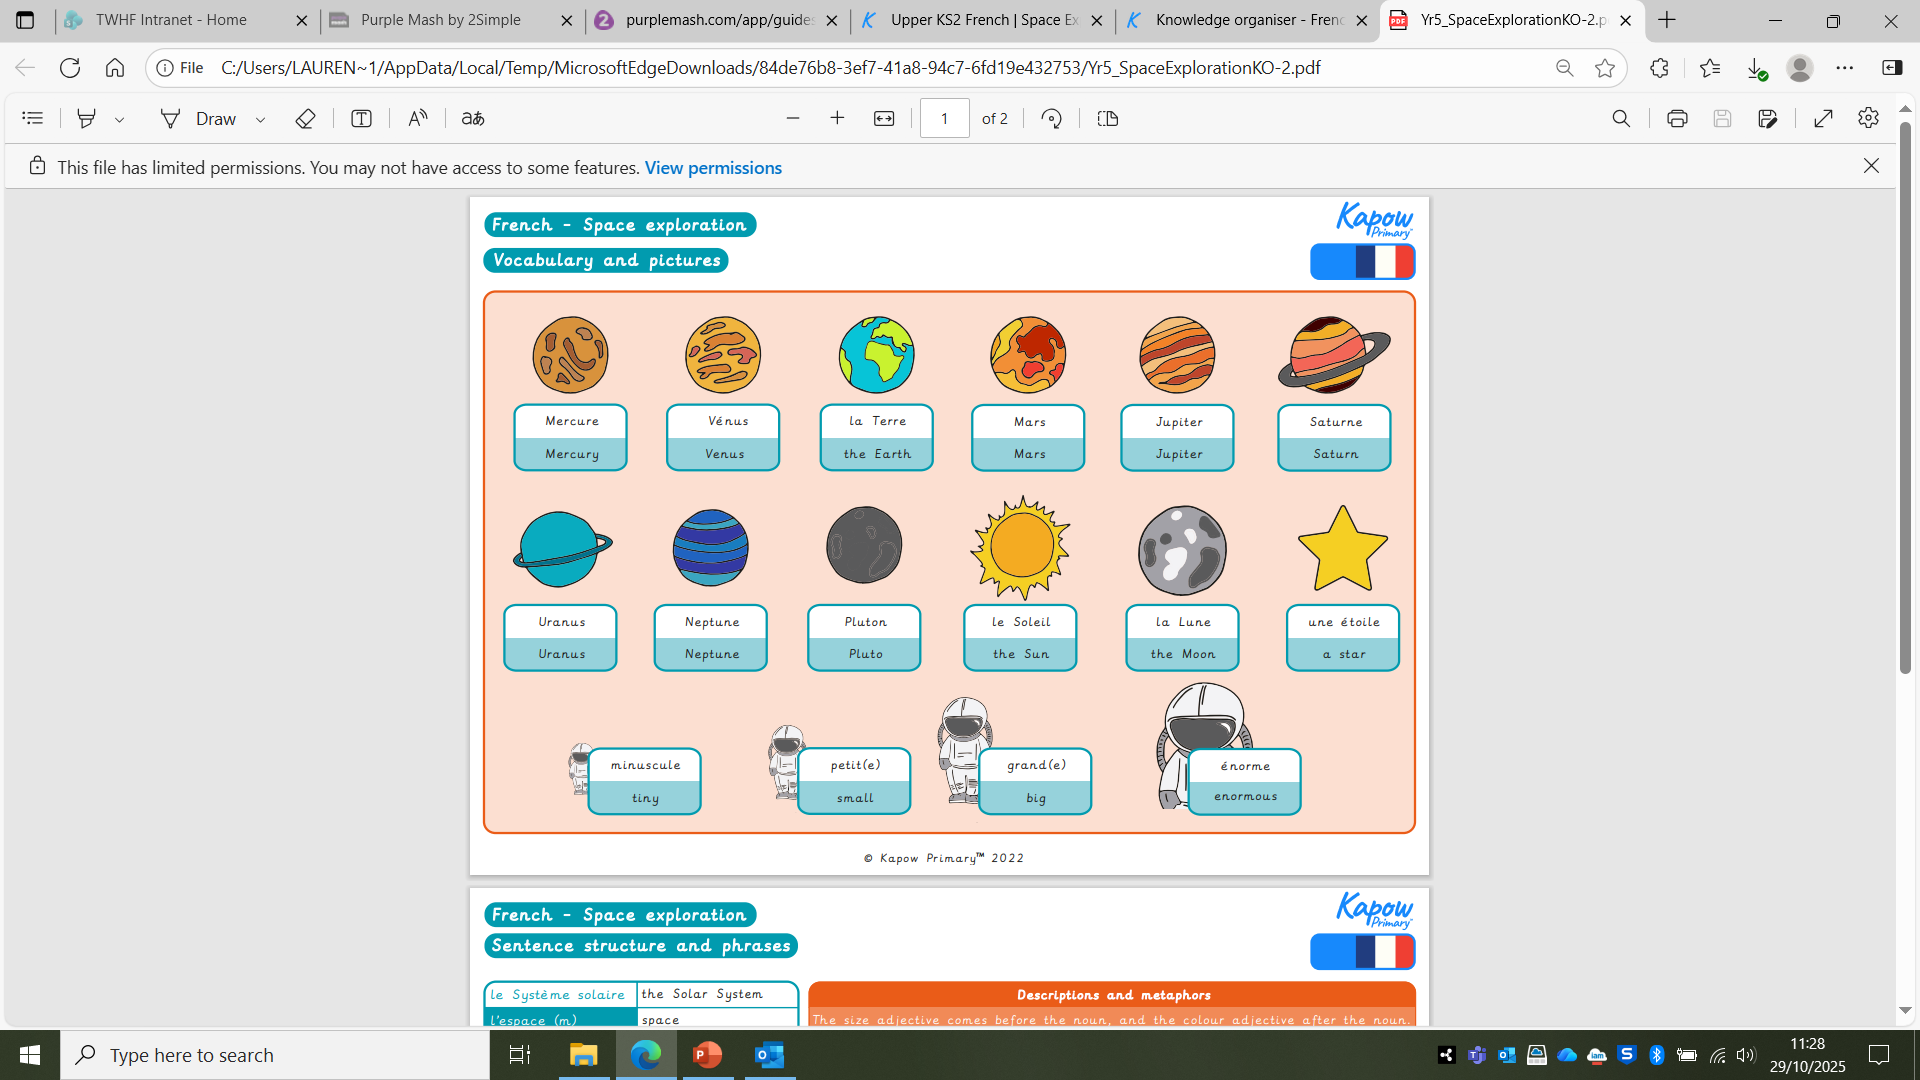 TWHF Intranet - Home
Purple Mash by 2Simple
purplemash.com/app/guides
Upper KS2 French | Space Ex
Knowledge organiser - Frenc
Yr5_SpaceExplorationKO-2.p
File
C:/Users/LAUREN~1/AppData/Local/Temp/MicrosoftEdgeDownloads/84de76b8-3ef7-41a8-94c7-6fd19e432753/Yr5_SpaceExplorationKO-2.pdf
Draw
1 of 2
This file has limited permissions. You may not have access to some features. View permissions
French - Space exploration
Kapow
Primary
Vocabulary and pictures
Mercure
Mercury
Vénus
Venus
la Terre
the Earth
Mars
Mars
Jupiter
Jupiter
Saturne
Saturn
Uranus
Uranus
Neptune
Neptune
Pluton
Pluto
le Soleil
the Sun
la Lune
the Moon
une étoile
a star
minuscule
tiny
petit(e)
small
grand(e)
big
énorme
enormous
© Kapow Primary™ 2022
French - Space exploration
Kapow
Primary
Sentence structure and phrases
le Système solaire
the Solar System
l'espace (m)
space
Descriptions and metaphors
The size adjective comes before the noun, and the colour adjective after the noun.
Type here to search
11:28
29/10/2025